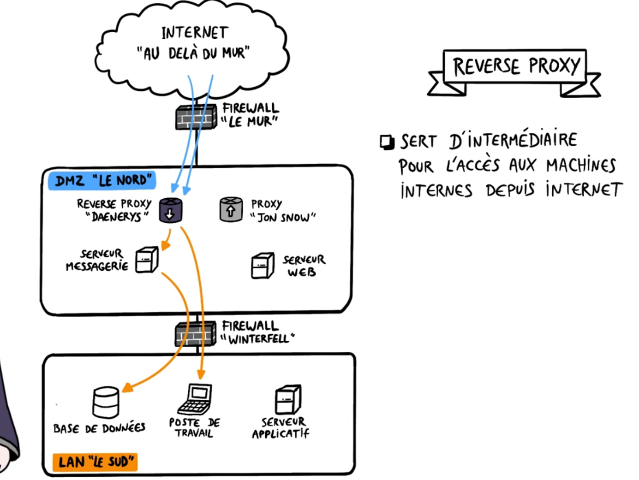 INTERNET
"AU DELÀ DU MUR"
FIREWALL
"LE MUR"
DMZ "LE NORD"
REVERSE PROXY
"DAENERYS"
PROXY
"JON SNOW"
SERVEUR
MESSAGERIE
SERVEUR
WEB
FIREWALL
"WINTERFELL"
BASE DE DONNÉES
POSTE DE
TRAVAIL
SERVEUR
APPLICATIF
LAN "LE SUD"
REVERSE PROXY
SERT D'INTERMÉDIAIRE
POUR L'ACCÈS AUX MACHINES
INTERNES DEPUIS INTERNET